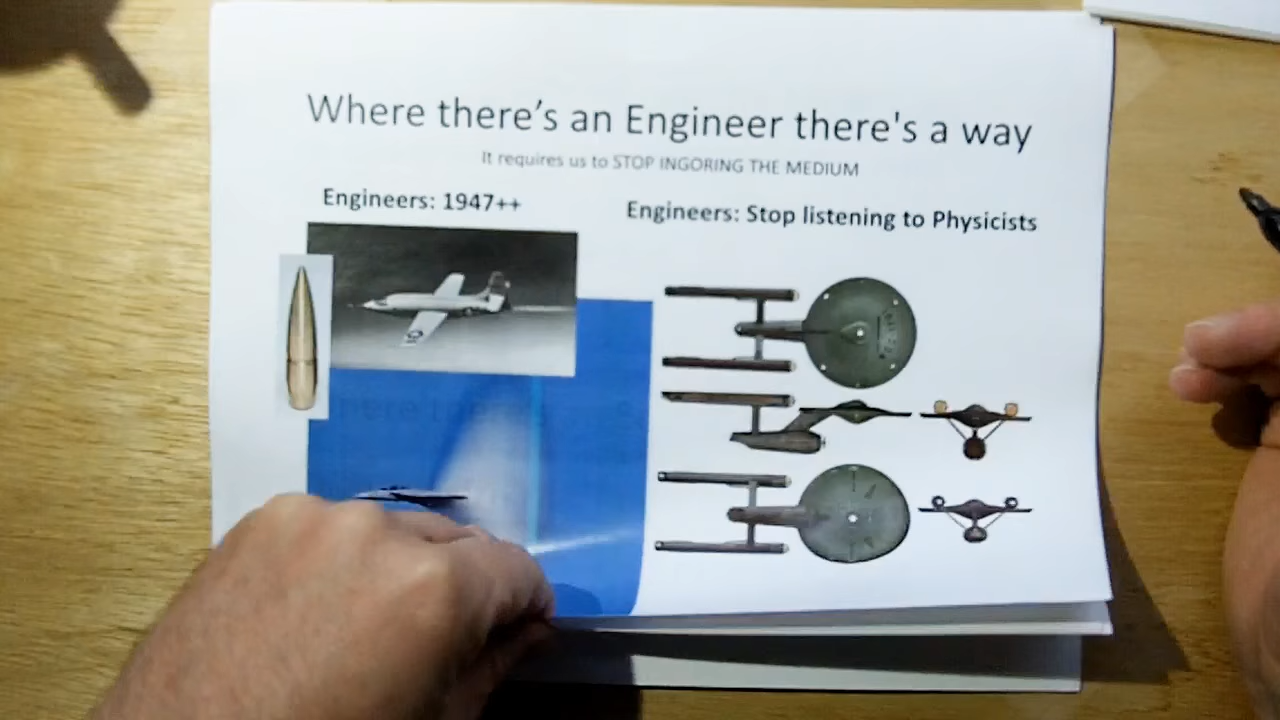 Where there's an Engineer there's a way
It requires us to STOP INGORING THE MEDIUM
Engineers: 1947++
Engineers: Stop listening to Physicists